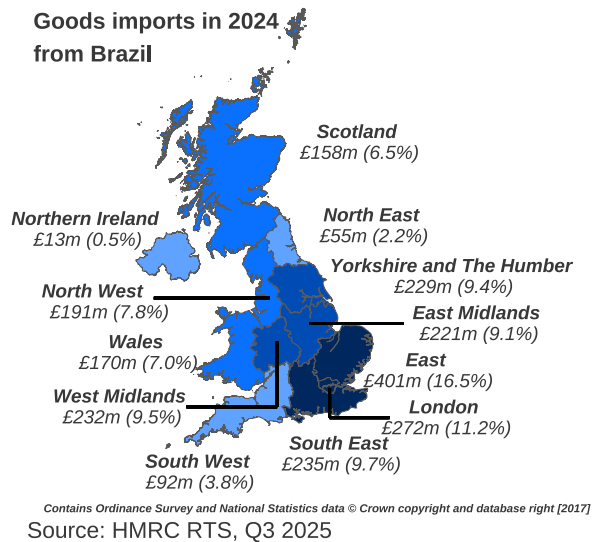 Goods imports in 2024
from Brazil
Scotland
£158m (6.5%)
Northern Ireland
£13m (0.5%)
North East
£55m (2.2%)
Yorkshire and The Humber
£229m (9.4%)
North West
£191m (7.8%)
East Midlands
£221m (9.1%)
Wales
£170m (7.0%)
East
£401m (16.5%)
West Midlands
£232m (9.5%)
London
£272m (11.2%)
South East
£235m (9.7%)
South West
£92m (3.8%)
Contains Ordinance Survey and National Statistics data © Crown copyright and database right [2017]
Source: HMRC RTS, Q3 2025